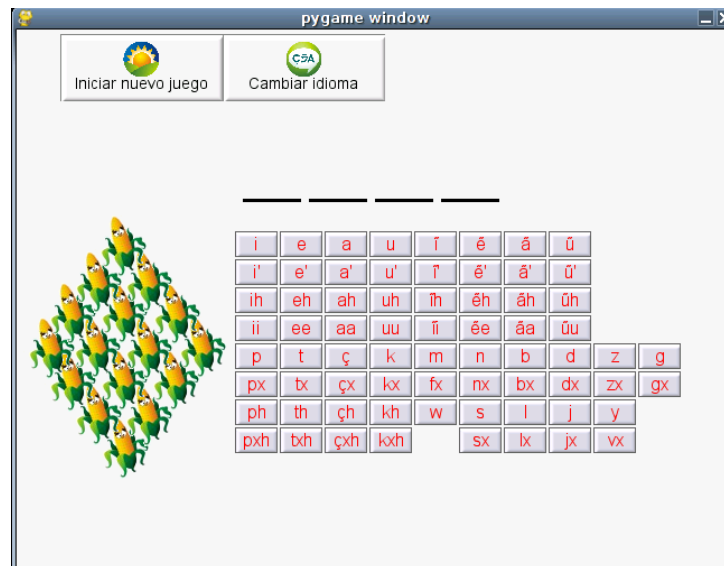 pygame window
Iniciar nuevo juego
Cambiar idioma
i e a u ĩ ẽ ã ũ
i' e' a' u' ĩ' ẽ' ã' ũ'
ih eh ah uh ĩh ẽh ãh ũh
ii ee aa uu ĩi ẽe ãa ũu
p t ç k m n b d z g
px tx çx kx fx nx bx dx zx gx
ph th çh kh w s l j y
pxh txh çxh kxh sx lx jx vx